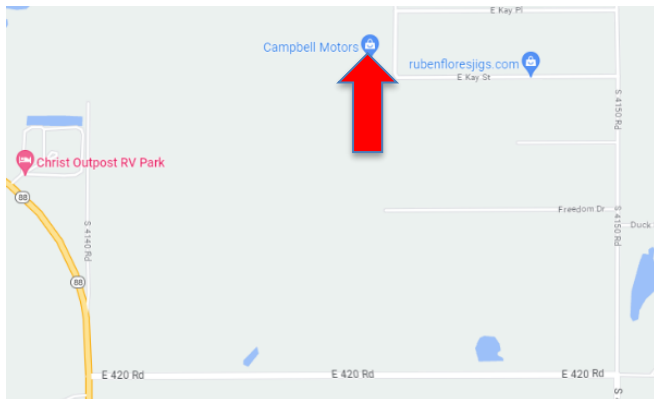 E Kay Pl
Campbell Motors
rubenfloresjigs.com
E Kay St
S 4150 Rd
Christ Outpost RV Park
88
Freedom Dr
S 4150 Rd
Duck
S 4140 Rd
88
E 420 Rd
E 420 Rd
E 420 Rd
S